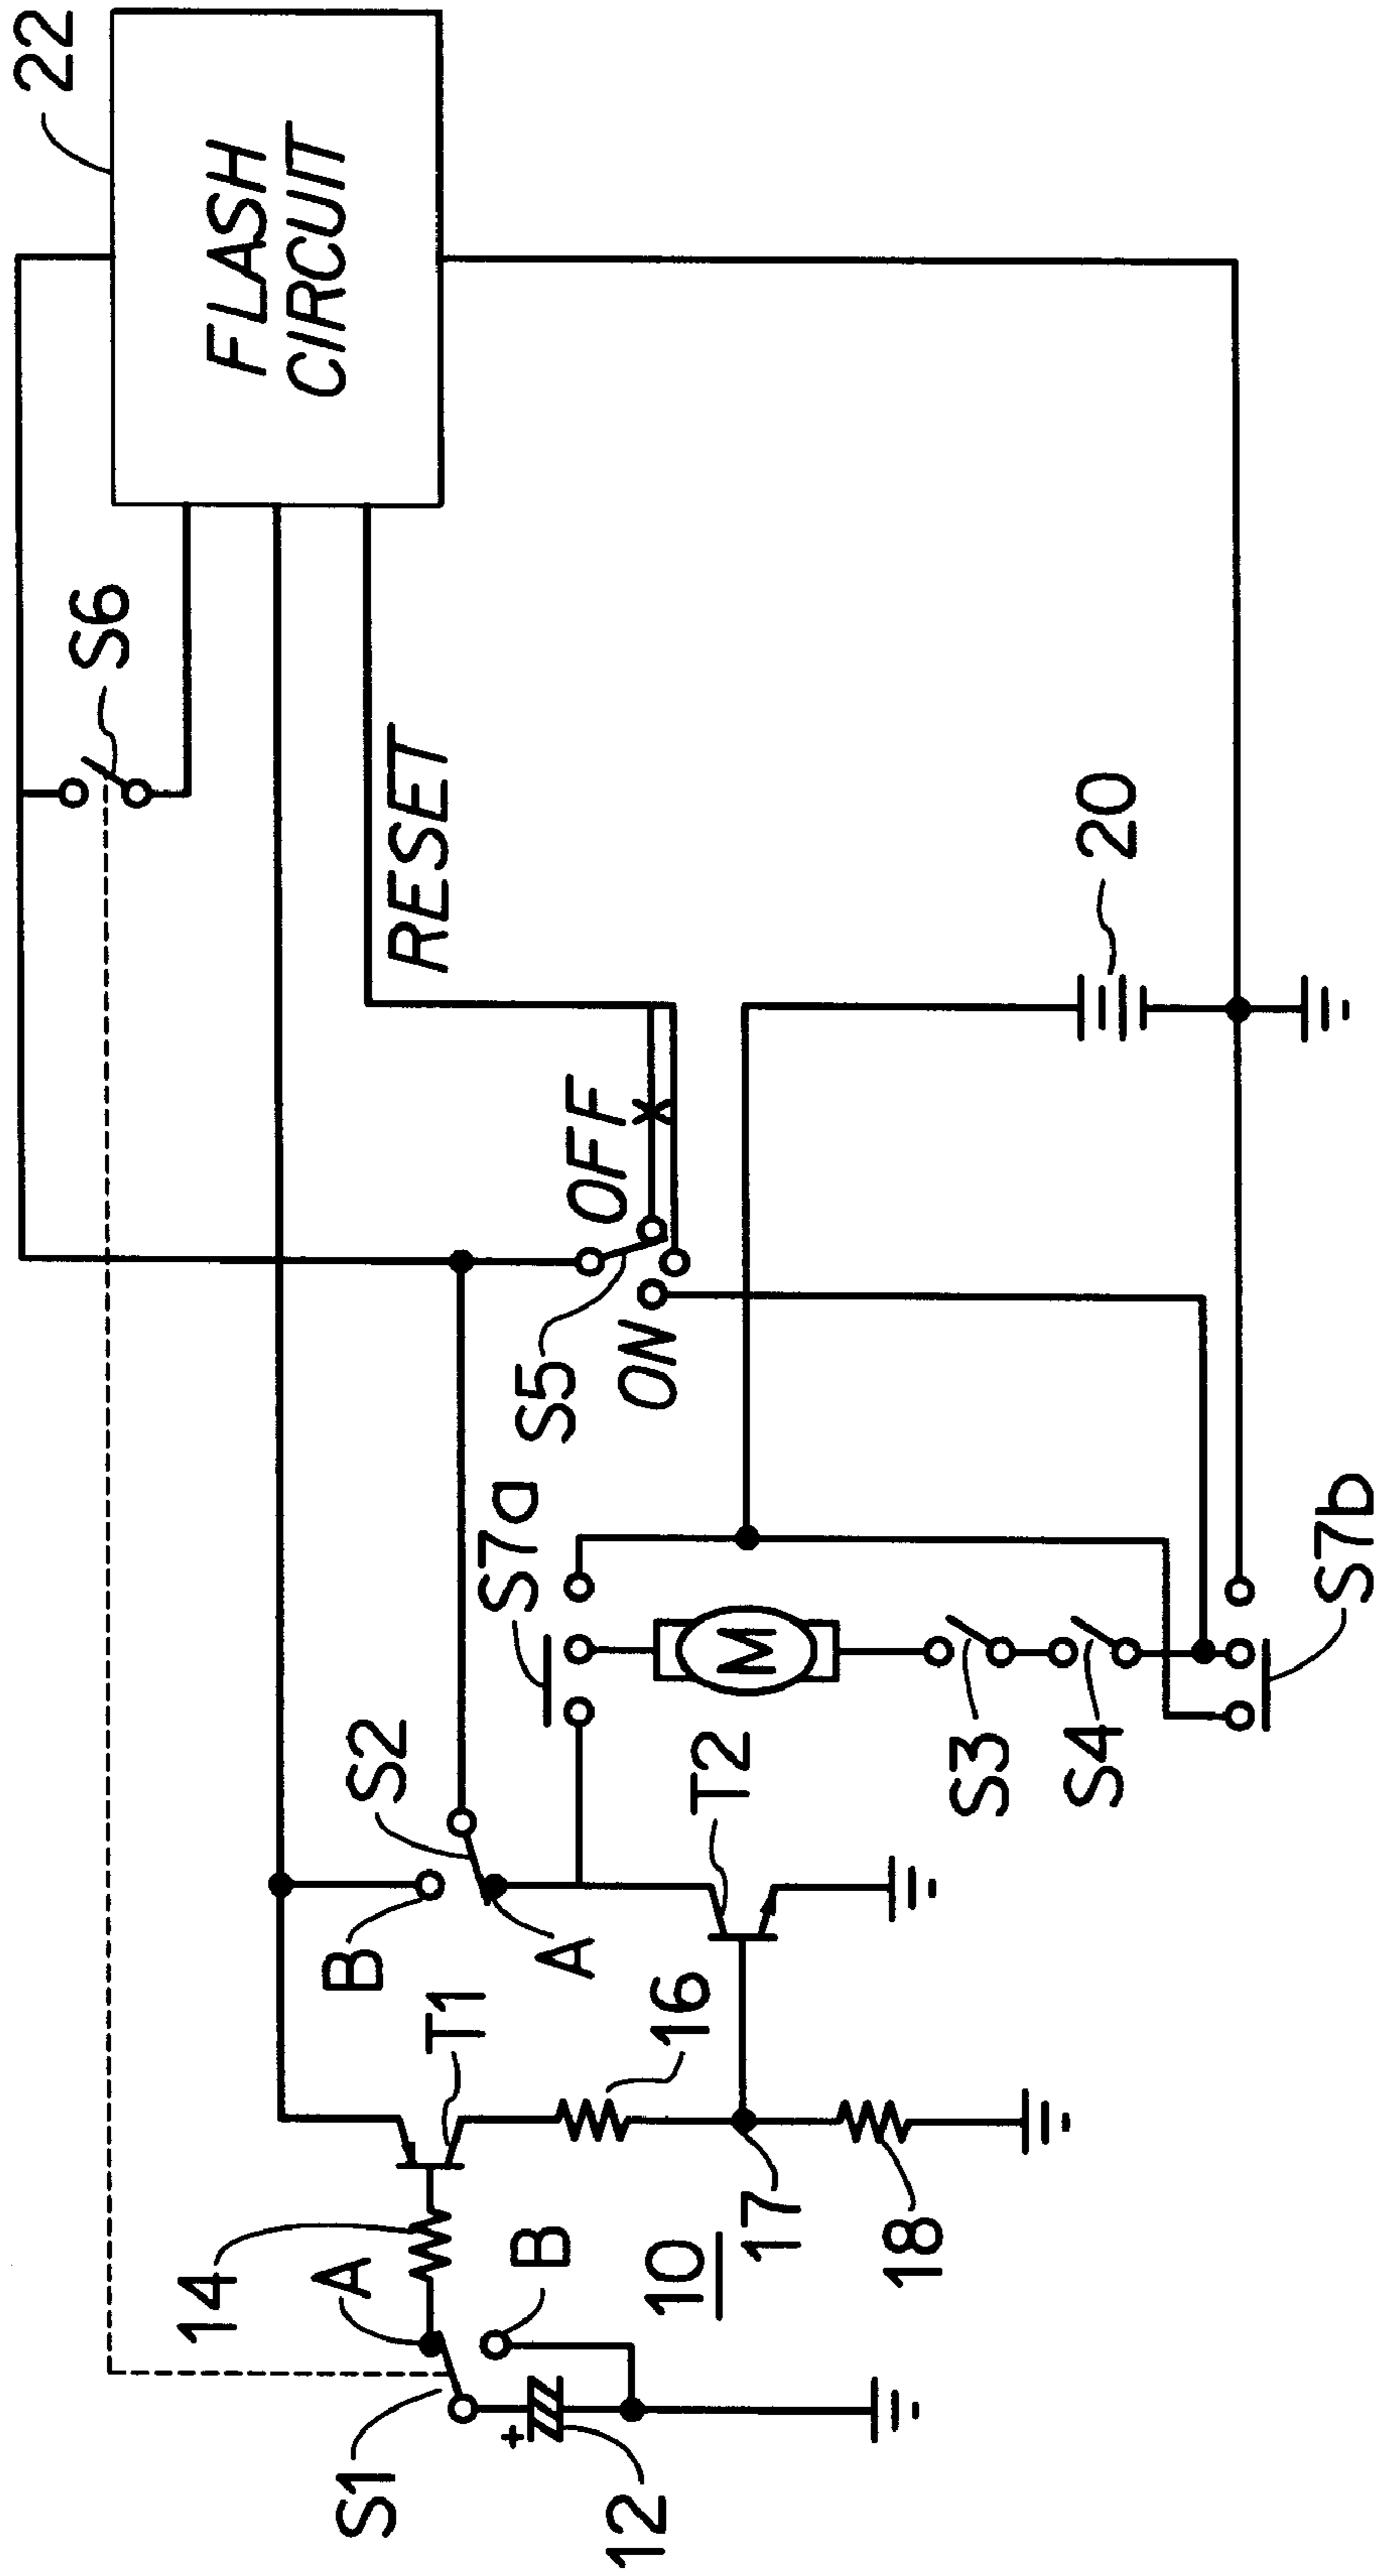 22
FLASH
CIRCUIT
S6
RESET
20
OFF
S5
ON
S7a
S7b
M
S2
B
A
T2
S3
S4
T1
16
14
A
B
10
17
18
S1
+
12